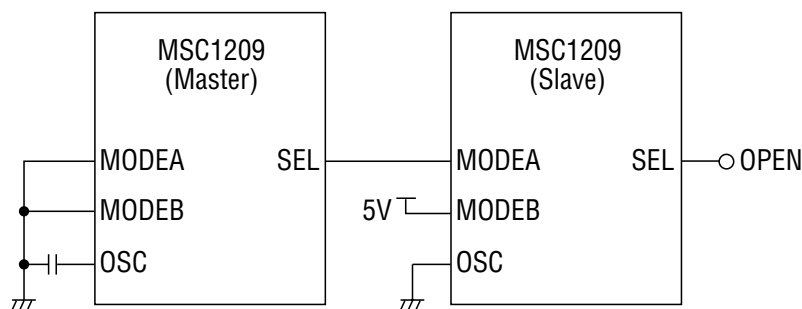 MSC1209
(Master)
MODEA
SEL
MODEB
OSC
MSC1209
(Slave)
MODEA
SEL
OPEN
5V
MODEB
OSC